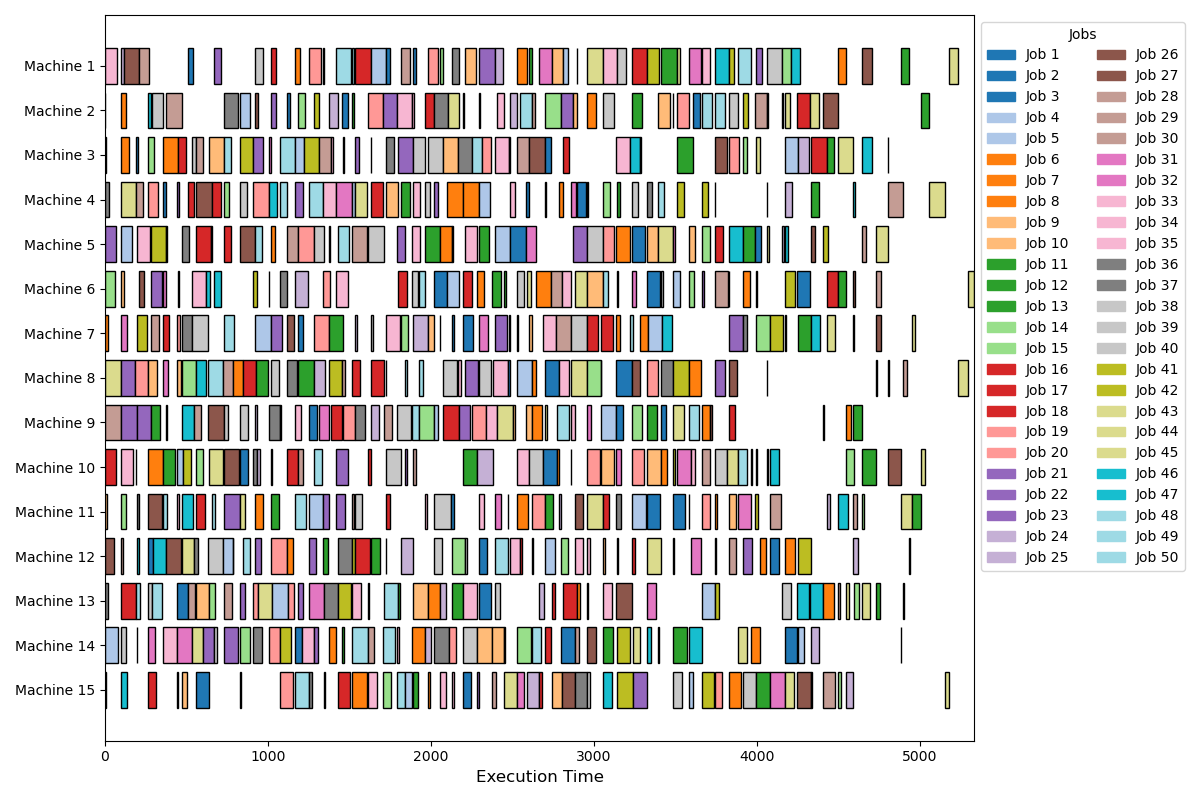 Machine 1
Machine 2
Machine 3
Machine 4
Machine 5
Machine 6
Machine 7
Machine 8
Machine 9
Machine 10
Machine 11
Machine 12
Machine 13
Machine 14
Machine 15
0 1000 2000 3000 4000 5000
Execution Time
Jobs
Job 1
Job 2
Job 3
Job 4
Job 5
Job 6
Job 7
Job 8
Job 9
Job 10
Job 11
Job 12
Job 13
Job 14
Job 15
Job 16
Job 17
Job 18
Job 19
Job 20
Job 21
Job 22
Job 23
Job 24
Job 25
Job 26
Job 27
Job 28
Job 29
Job 30
Job 31
Job 32
Job 33
Job 34
Job 35
Job 36
Job 37
Job 38
Job 39
Job 40
Job 41
Job 42
Job 43
Job 44
Job 45
Job 46
Job 47
Job 48
Job 49
Job 50